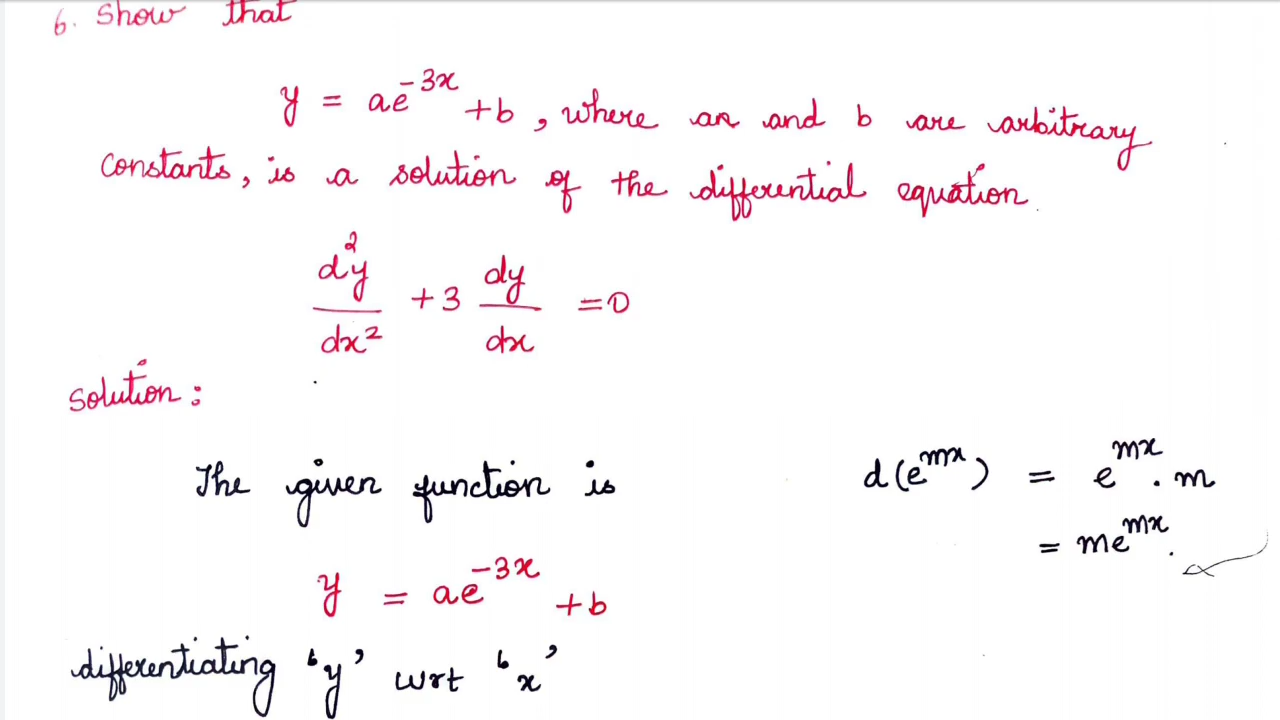 6. Show that
y = ae^{-3x} + b, where an and b are arbitrary
constants, is a solution of the differential equation.
d²y/dx² + 3 dy/dx = 0
Solution:
The given function is
d(e^{mx}) = e^{mx} . m
= me^{mx}.
y = ae^{-3x} + b
differentiating 'y' wrt 'x'